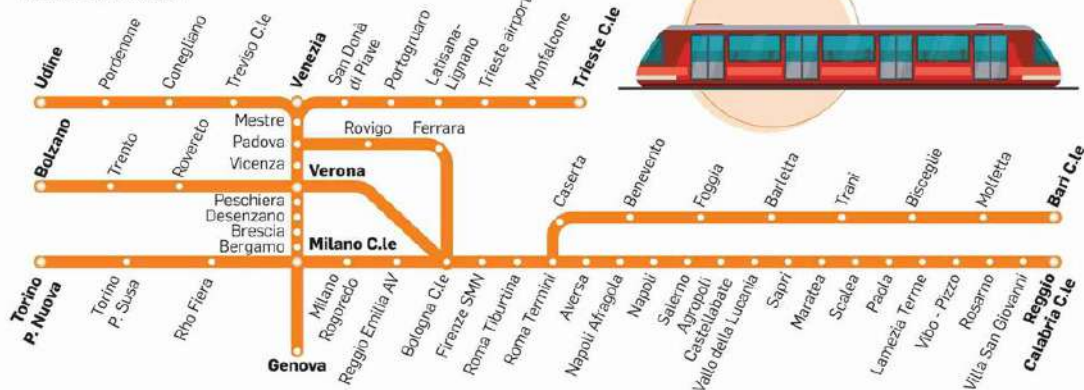 Udine
Pordenone
Conegliano
Treviso C.le
Venezia
San Donà
di Piave
Portogruaro
Latisana-
Lignano
Trieste airport
Monfalcone
Trieste C.le
Mestre
Padova
Vicenza
Rovigo
Ferrara
Bolzano
Trento
Rovereto
Verona
Peschiera
Desenzano
Brescia
Bergamo
Milano C.le
Caserta
Benevento
Foggia
Barletta
Trani
Bisceglie
Molfetta
Bari C.le
Torino
P. Nuova
Torino
P. Susa
Rho Fiera
Genova
Milano
Rogoredo
Reggio Emilia AV
Bologna C.le
Firenze SMN
Roma Tiburtina
Roma Termini
Aversa
Napoli Afragola
Napoli
Salerno
Agropoli
Castellabate
Vallo della Lucania
Sapri
Maratea
Scalea
Paola
Lamezia Terme
Vibo - Pizzo
Rosarno
Villa San Giovanni
Reggio
Calabria C.le